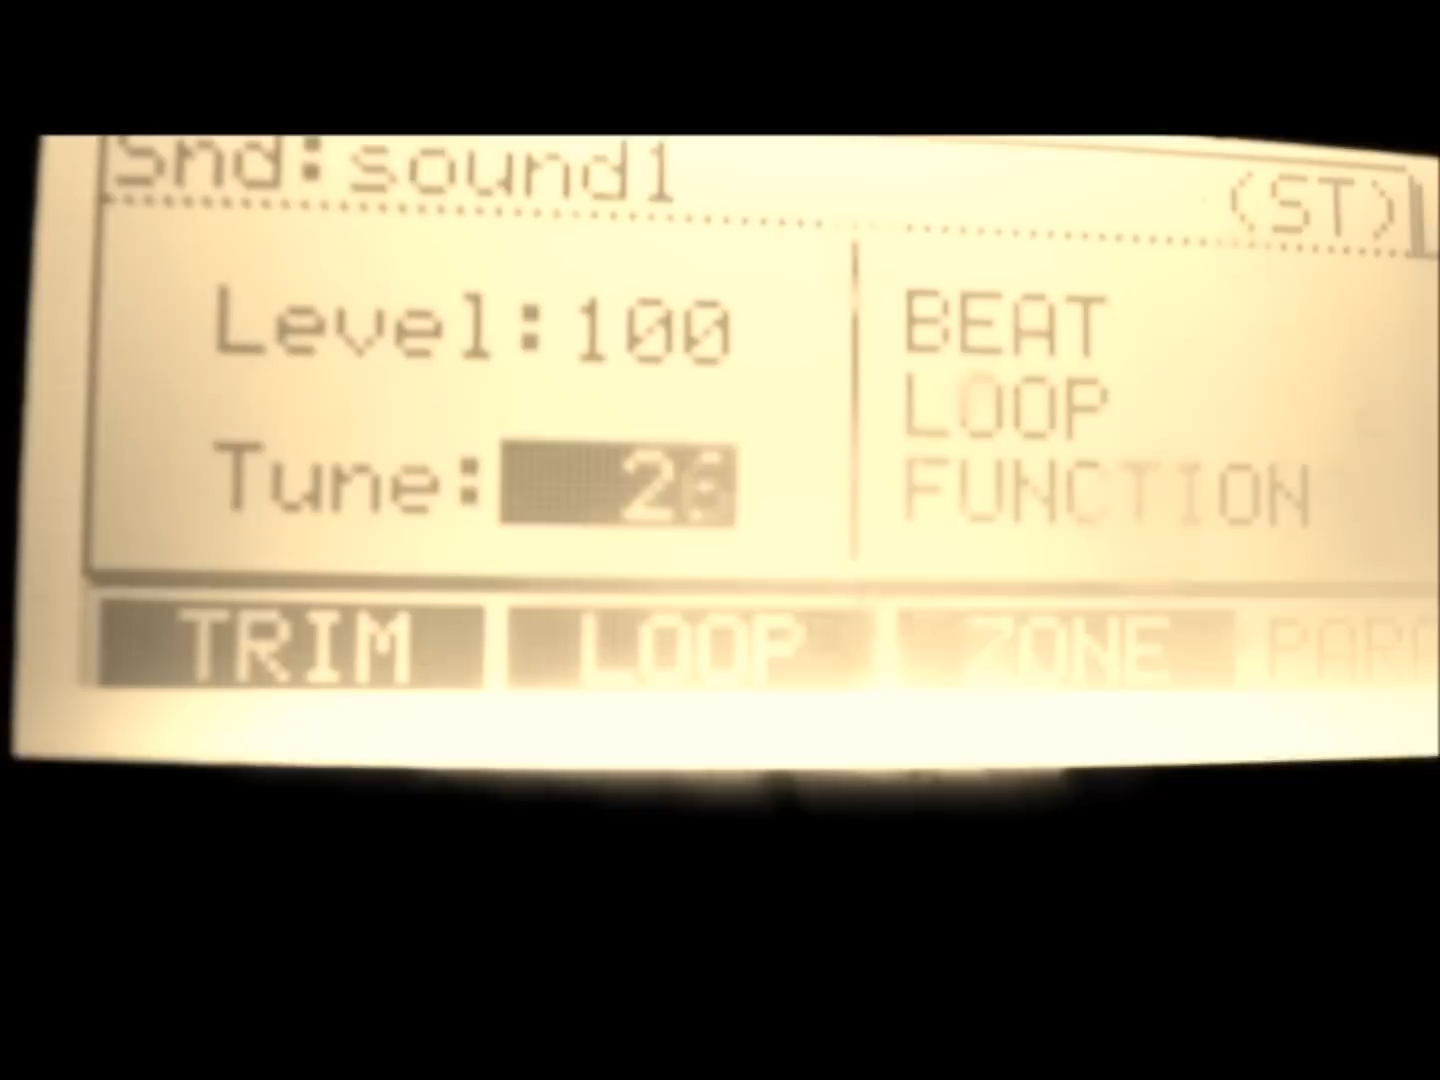 Snd:sound1 (ST)
Level:100
Tune:
BEAT
LOOP
FUNCTION
TRIM LOOP ZONE